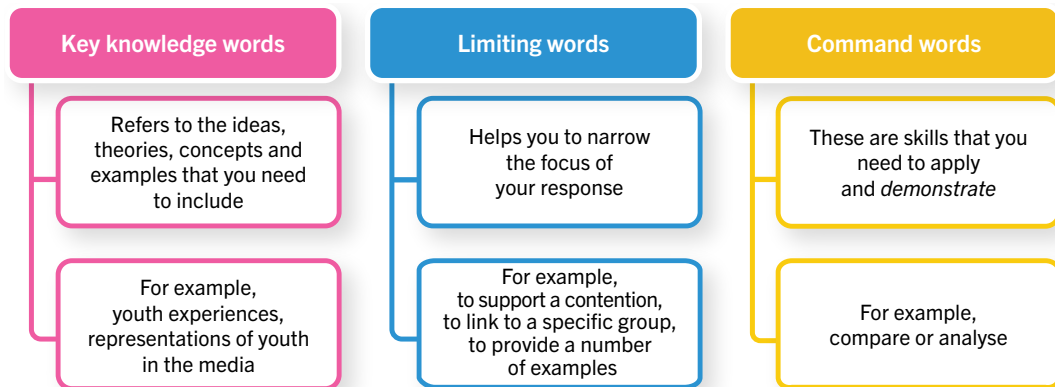 Key knowledge words
Refers to the ideas,
theories, concepts and
examples that you need
to include
For example,
youth experiences,
representations of youth
in the media
Limiting words
Helps you to narrow
the focus of
your response
For example,
to support a contention,
to link to a specific group,
to provide a number
of examples
Command words
These are skills that you
need to apply
and demonstrate
For example,
compare or analyse